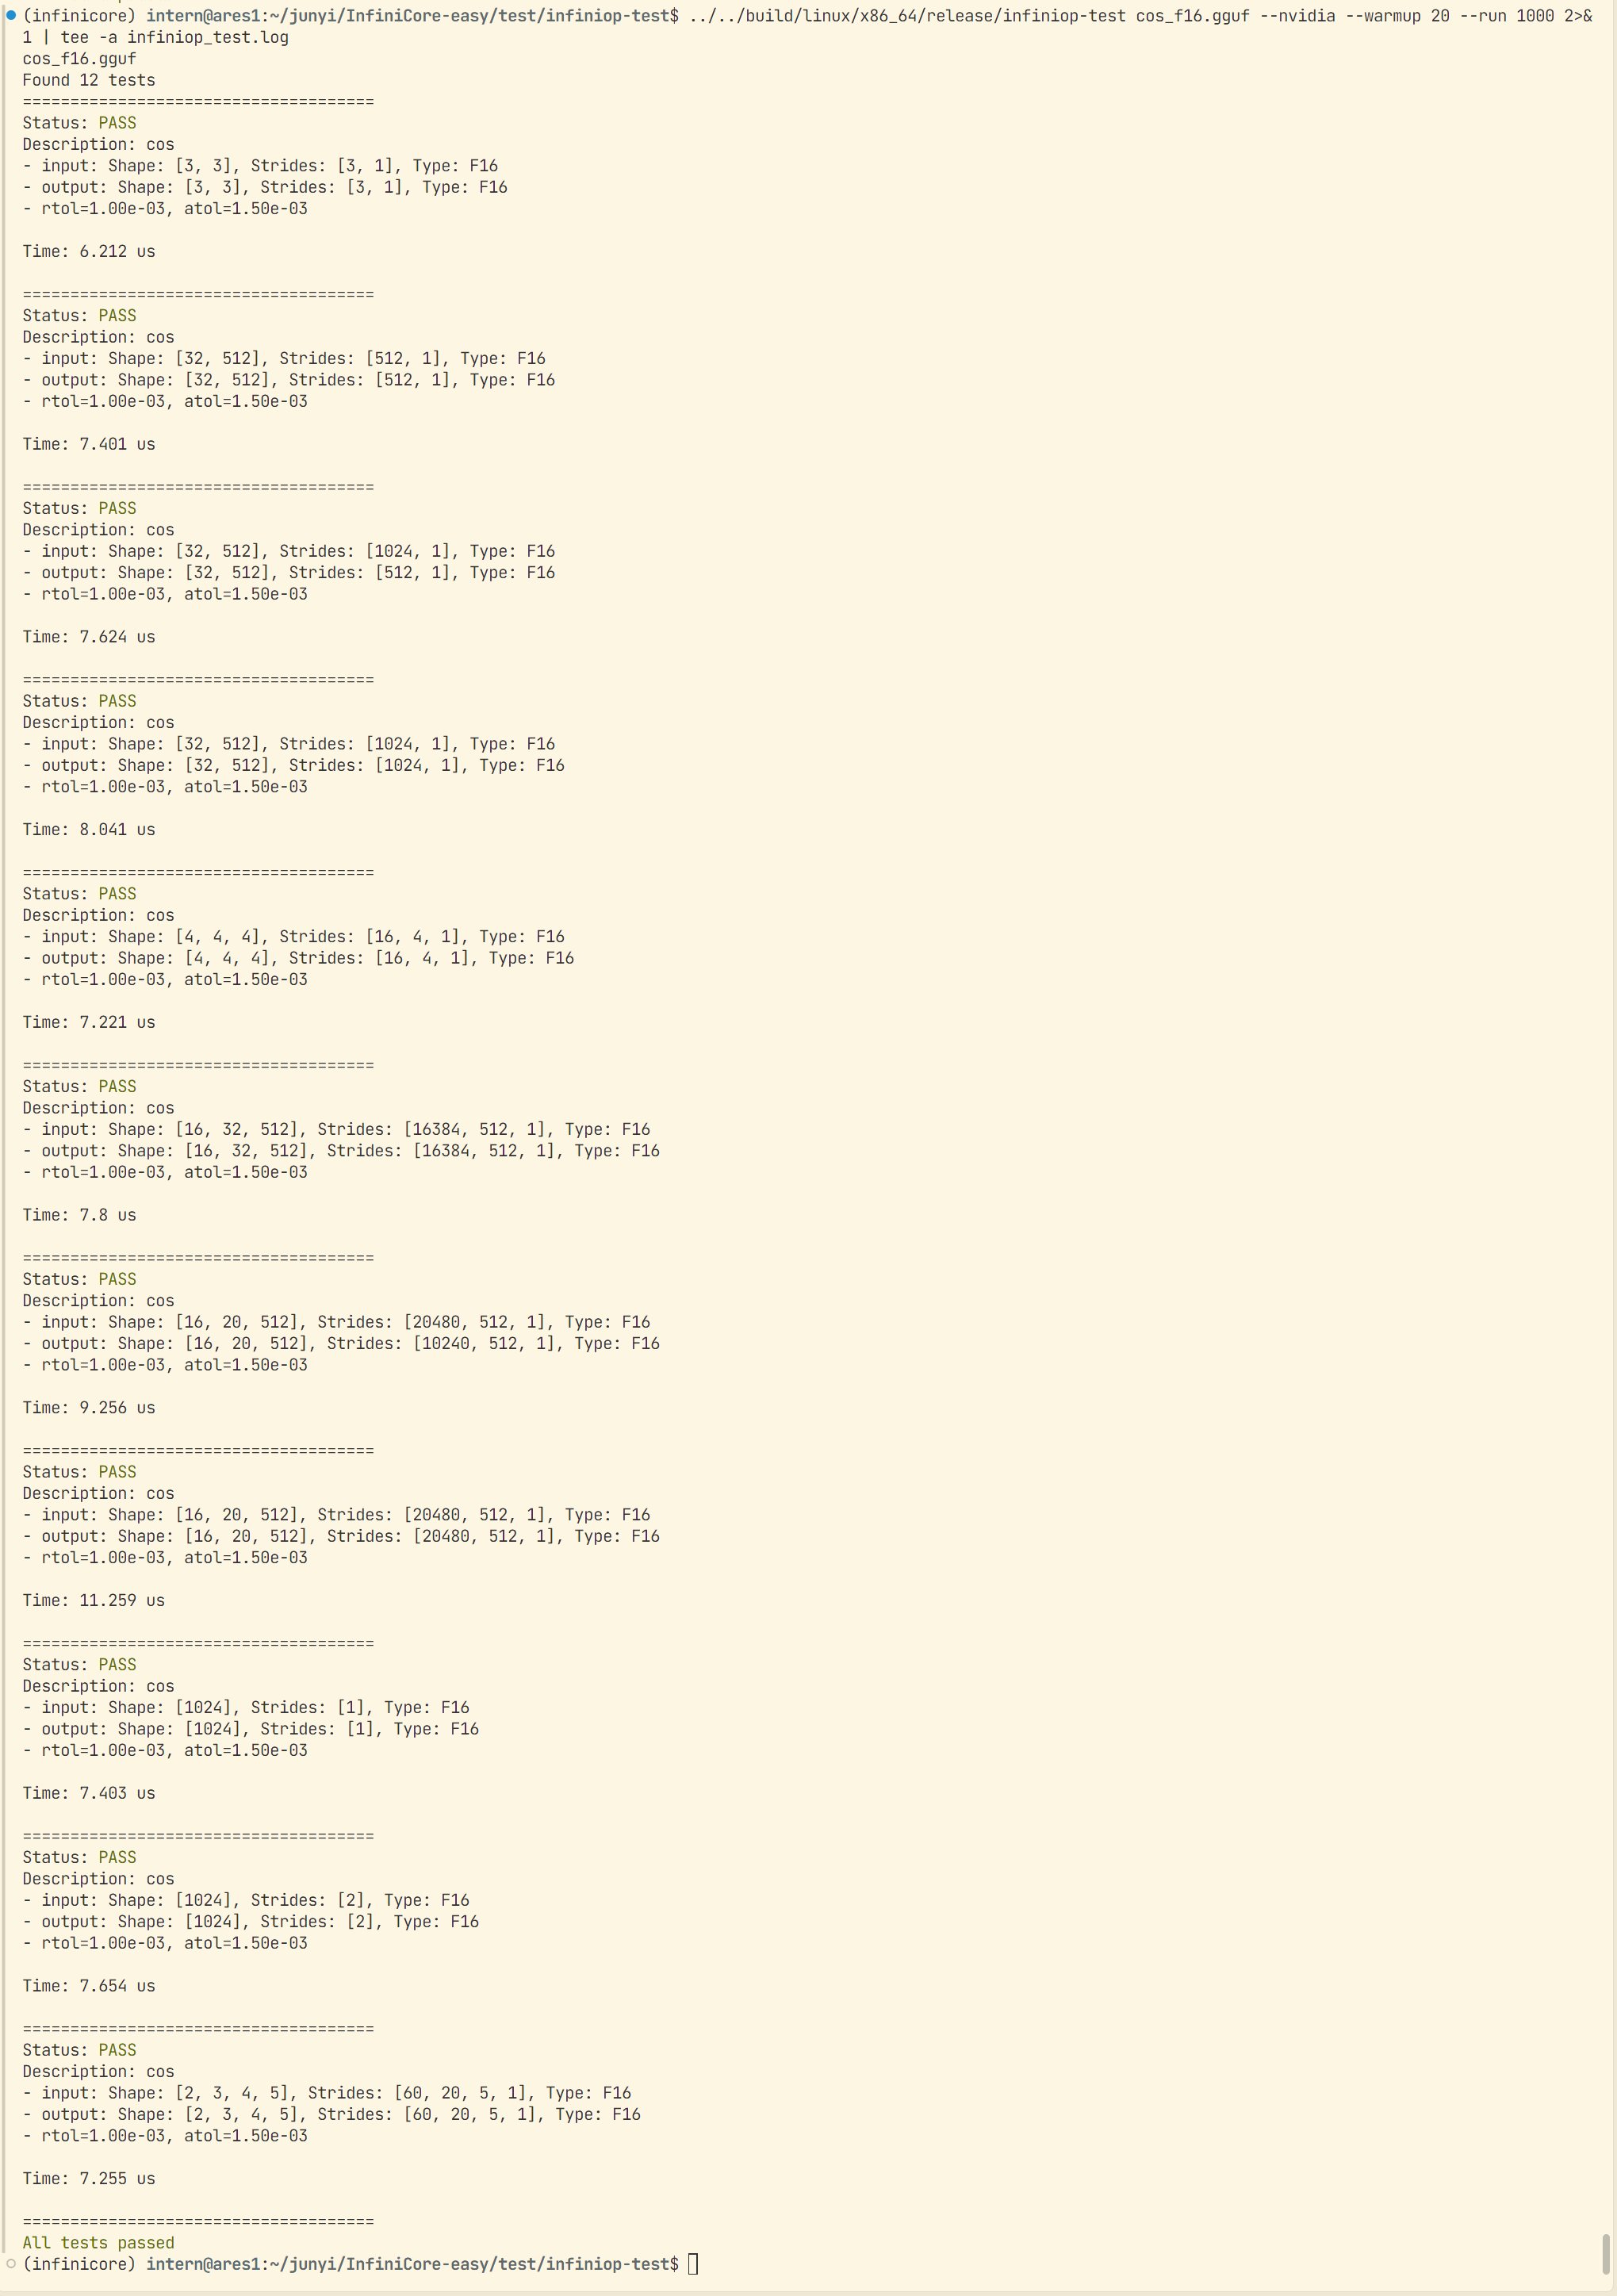 (infinicore) intern@ares1:~/junyi/InfiniCore-easy/test/infiniop-test$ ../../build/linux/x86_64/release/infiniop-test cos_f16.gguf --nvidia --warmup 20 --run 1000 2>&
1 | tee -a infiniop_test.log
cos_f16.gguf
Found 12 tests
=====================================
Status: PASS
Description: cos
- input: Shape: [3, 3], Strides: [3, 1], Type: F16
- output: Shape: [3, 3], Strides: [3, 1], Type: F16
- rtol=1.00e-03, atol=1.50e-03
Time: 6.212 us
=====================================
Status: PASS
Description: cos
- input: Shape: [32, 512], Strides: [512, 1], Type: F16
- output: Shape: [32, 512], Strides: [512, 1], Type: F16
- rtol=1.00e-03, atol=1.50e-03
Time: 7.401 us
=====================================
Status: PASS
Description: cos
- input: Shape: [32, 512], Strides: [1024, 1], Type: F16
- output: Shape: [32, 512], Strides: [512, 1], Type: F16
- rtol=1.00e-03, atol=1.50e-03
Time: 7.624 us
=====================================
Status: PASS
Description: cos
- input: Shape: [32, 512], Strides: [1024, 1], Type: F16
- output: Shape: [32, 512], Strides: [1024, 1], Type: F16
- rtol=1.00e-03, atol=1.50e-03
Time: 8.041 us
=====================================
Status: PASS
Description: cos
- input: Shape: [4, 4, 4], Strides: [16, 4, 1], Type: F16
- output: Shape: [4, 4, 4], Strides: [16, 4, 1], Type: F16
- rtol=1.00e-03, atol=1.50e-03
Time: 7.221 us
=====================================
Status: PASS
Description: cos
- input: Shape: [16, 32, 512], Strides: [16384, 512, 1], Type: F16
- output: Shape: [16, 32, 512], Strides: [16384, 512, 1], Type: F16
- rtol=1.00e-03, atol=1.50e-03
Time: 7.8 us
=====================================
Status: PASS
Description: cos
- input: Shape: [16, 20, 512], Strides: [20480, 512, 1], Type: F16
- output: Shape: [16, 20, 512], Strides: [10240, 512, 1], Type: F16
- rtol=1.00e-03, atol=1.50e-03
Time: 9.256 us
=====================================
Status: PASS
Description: cos
- input: Shape: [16, 20, 512], Strides: [20480, 512, 1], Type: F16
- output: Shape: [16, 20, 512], Strides: [20480, 512, 1], Type: F16
- rtol=1.00e-03, atol=1.50e-03
Time: 11.259 us
=====================================
Status: PASS
Description: cos
- input: Shape: [1024], Strides: [1], Type: F16
- output: Shape: [1024], Strides: [1], Type: F16
- rtol=1.00e-03, atol=1.50e-03
Time: 7.403 us
=====================================
Status: PASS
Description: cos
- input: Shape: [1024], Strides: [2], Type: F16
- output: Shape: [1024], Strides: [2], Type: F16
- rtol=1.00e-03, atol=1.50e-03
Time: 7.654 us
=====================================
Status: PASS
Description: cos
- input: Shape: [2, 3, 4, 5], Strides: [60, 20, 5, 1], Type: F16
- output: Shape: [2, 3, 4, 5], Strides: [60, 20, 5, 1], Type: F16
- rtol=1.00e-03, atol=1.50e-03
Time: 7.255 us
=====================================
All tests passed
(infinicore) intern@ares1:~/junyi/InfiniCore-easy/test/infiniop-test$